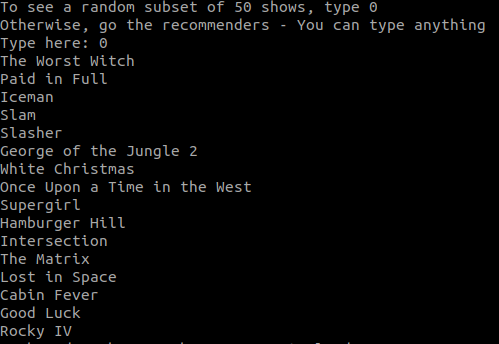 To see a random subset of 50 shows, type 0
Otherwise, go the recommenders - You can type anything
Type here: 0
The Worst Witch
Paid in Full
Iceman
Slam
Slasher
George of the Jungle 2
White Christmas
Once Upon a Time in the West
Supergirl
Hamburger Hill
Intersection
The Matrix
Lost in Space
Cabin Fever
Good Luck
Rocky IV